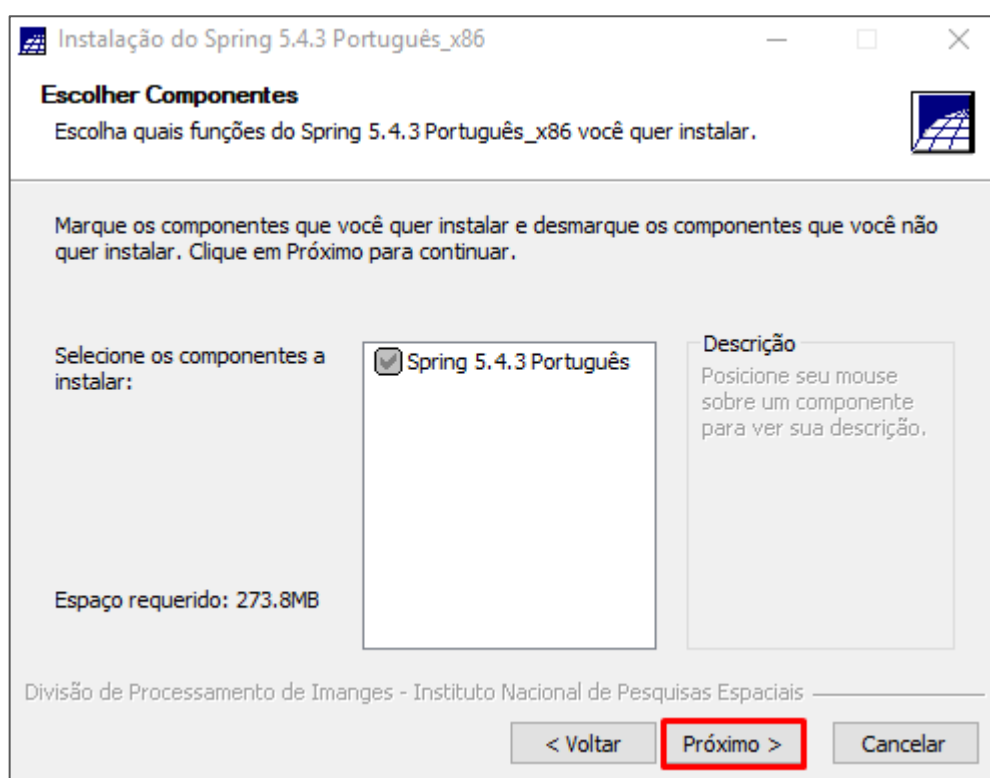 Instalação do Spring 5.4.3 Português_x86
Escolher Componentes
Escolha quais funções do Spring 5.4.3 Português_x86 você quer instalar.
Marque os componentes que você quer instalar e desmarque os componentes que você não
quer instalar. Clique em Próximo para continuar.
Selecione os componentes a
instalar:
Spring 5.4.3 Português
Descrição
Posicione seu mouse
sobre um componente
para ver sua descrição.
Espaço requerido: 273.8MB
Divisão de Processamento de Imanges - Instituto Nacional de Pesquisas Espaciais
< Voltar
Próximo >
Cancelar